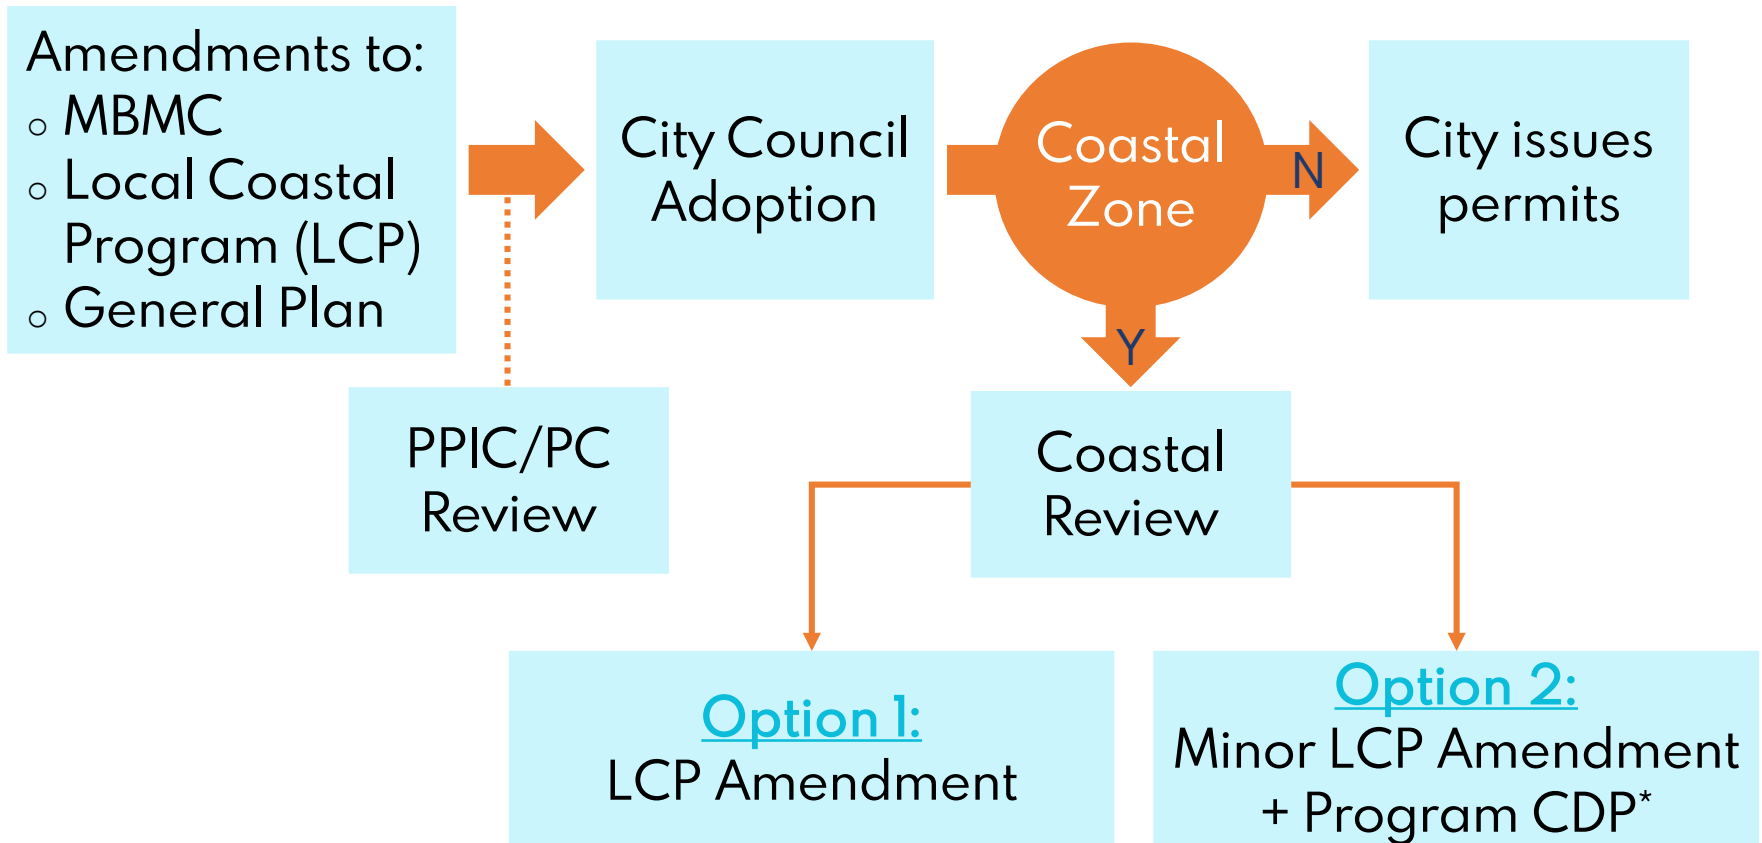 Amendments to:
○ MBMC
○ Local Coastal
Program (LCP)
○ General Plan
City Council
Adoption
Coastal
Zone
N
City issues
permits
Y
PPIC/PC
Review
Coastal
Review
Option 1:
LCP Amendment
Option 2:
Minor LCP Amendment
+ Program CDP*